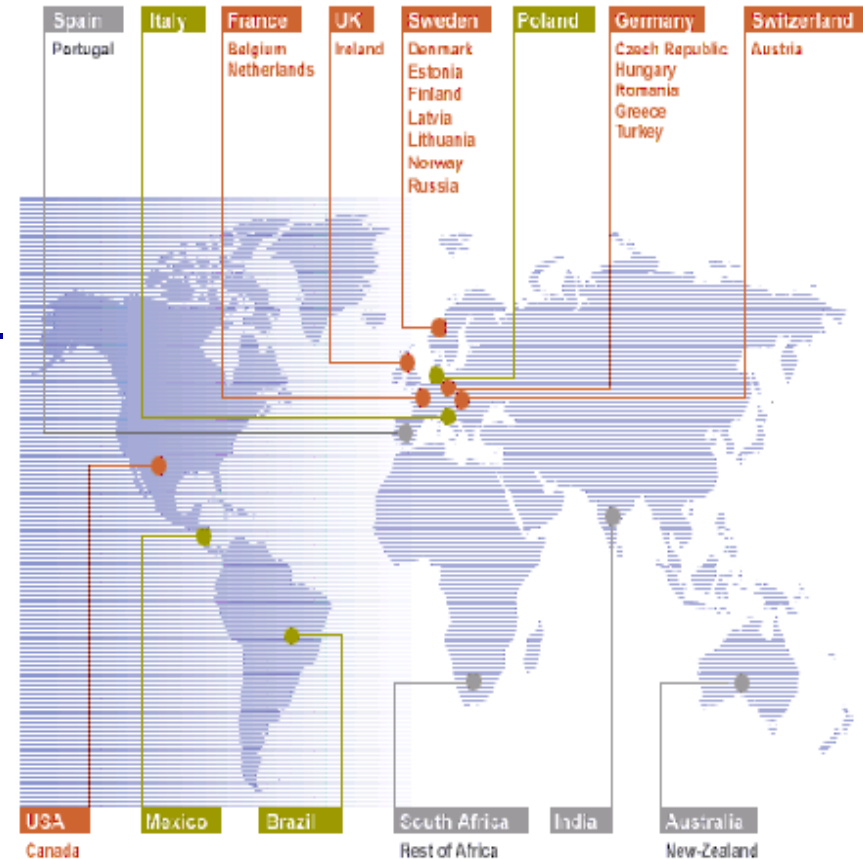 Spain
Portugal
Italy
France
Belgium
Netherlands
UK
Ireland
Sweden
Denmark
Estonia
Finland
Latvia
Lithuania
Norway
Russia
Poland
Germany
Czech Republic
Hungary
Romania
Greece
Turkey
Switzerland
Austria
USA
Canada
Mexico
Brazil
South Africa
Rest of Africa
India
Australia
New-Zealand